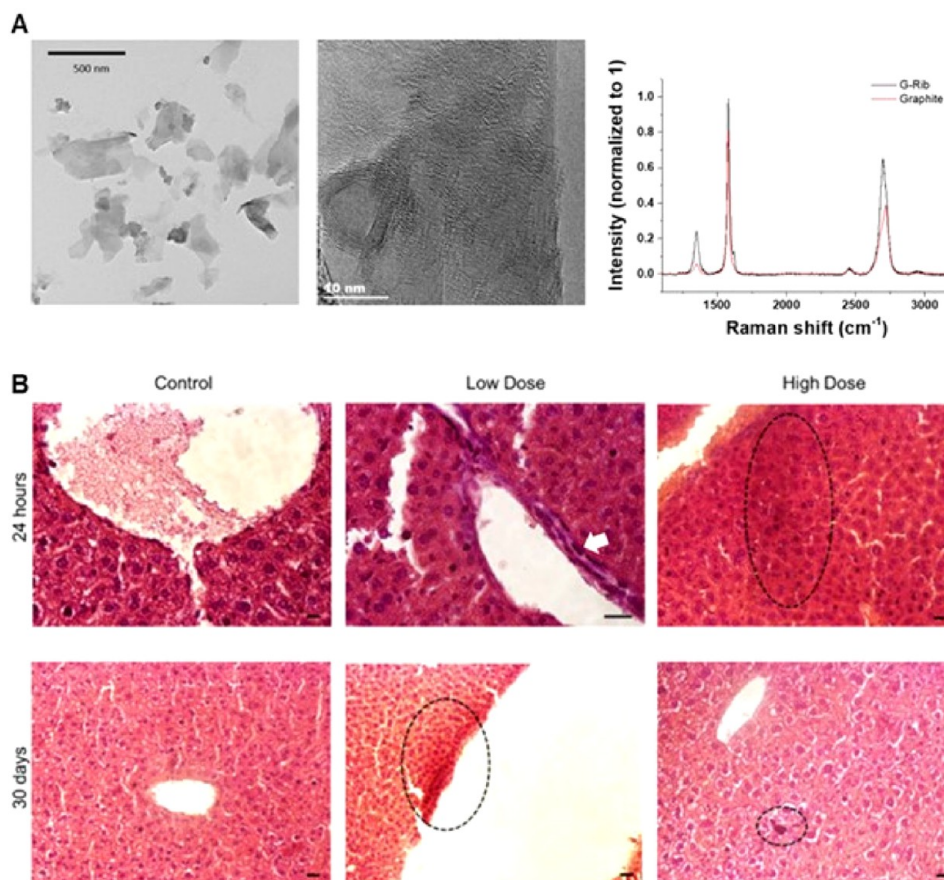 A
500 nm
10 nm
Intensity (normalized to 1)
1.0
0.8
0.6
0.4
0.2
0.0
1500
2000
2500
3000
Raman shift (cm⁻¹)
G-Rib
Graphite
B
Control
Low Dose
High Dose
24 hours
30 days